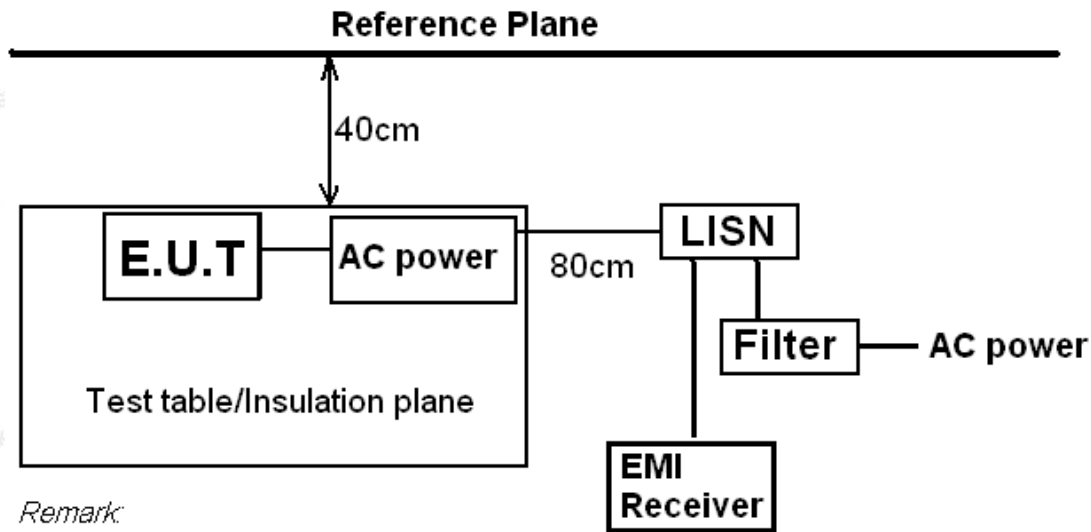 Reference Plane
40cm
E.U.T
AC power
80cm
LISN
Filter
AC power
Test table/Insulation plane
EMI
Receiver
Remark: